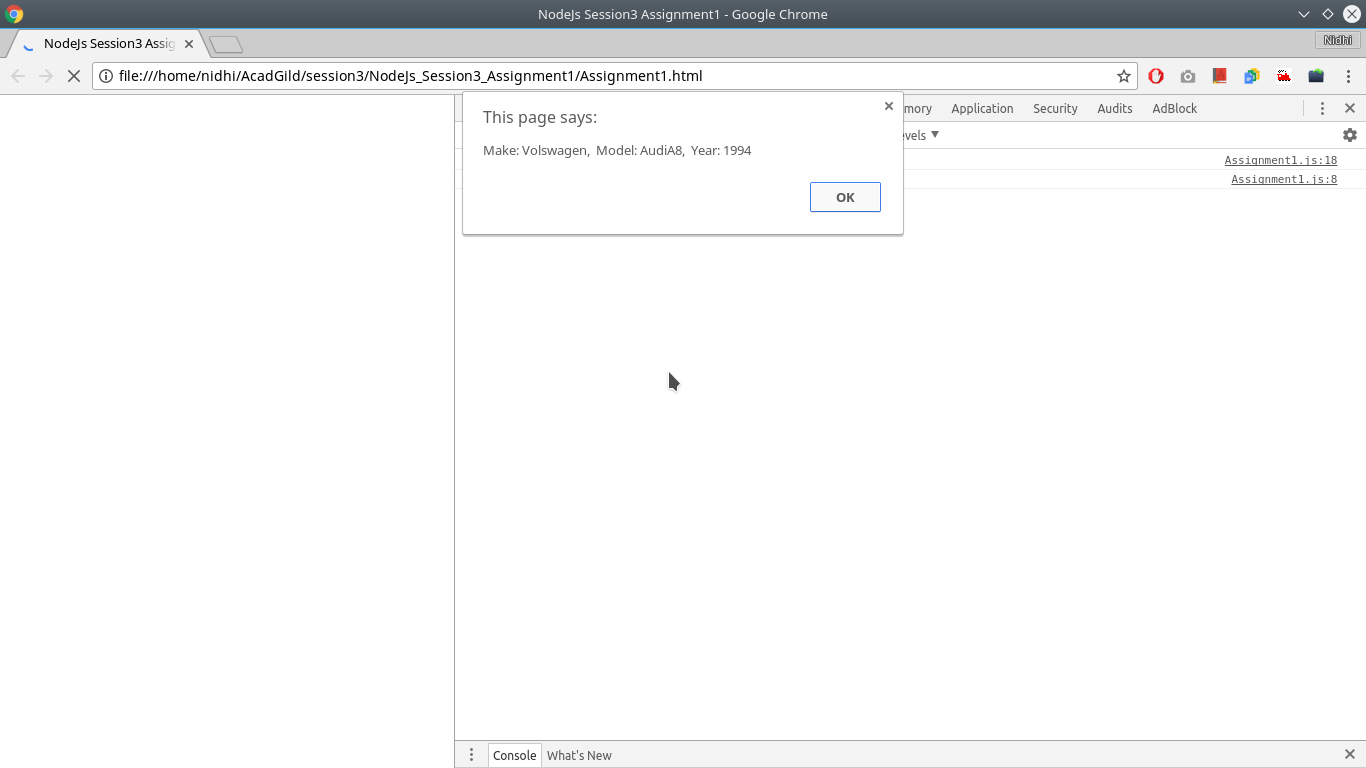 NodeJs Session3 Assignment1 - Google Chrome
NodeJs Session3 Assig
Nidhi
file:///home/nidhi/AcadGild/session3/NodeJs_Session3_Assignment1/Assignment1.html
This page says:
Make: Volswagen,  Model: AudiA8,  Year: 1994
OK
mory Application Security Audits AdBlock
evels
Assignment1.js:18
Assignment1.js:8
Console What's New